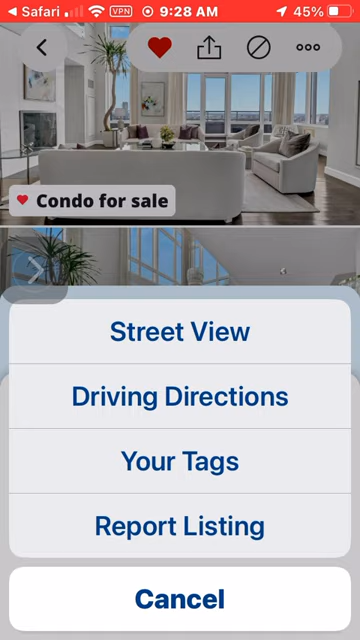 Safari VPN 9:28 AM 45%
Condo for sale
Street View
Driving Directions
Your Tags
Report Listing
Cancel